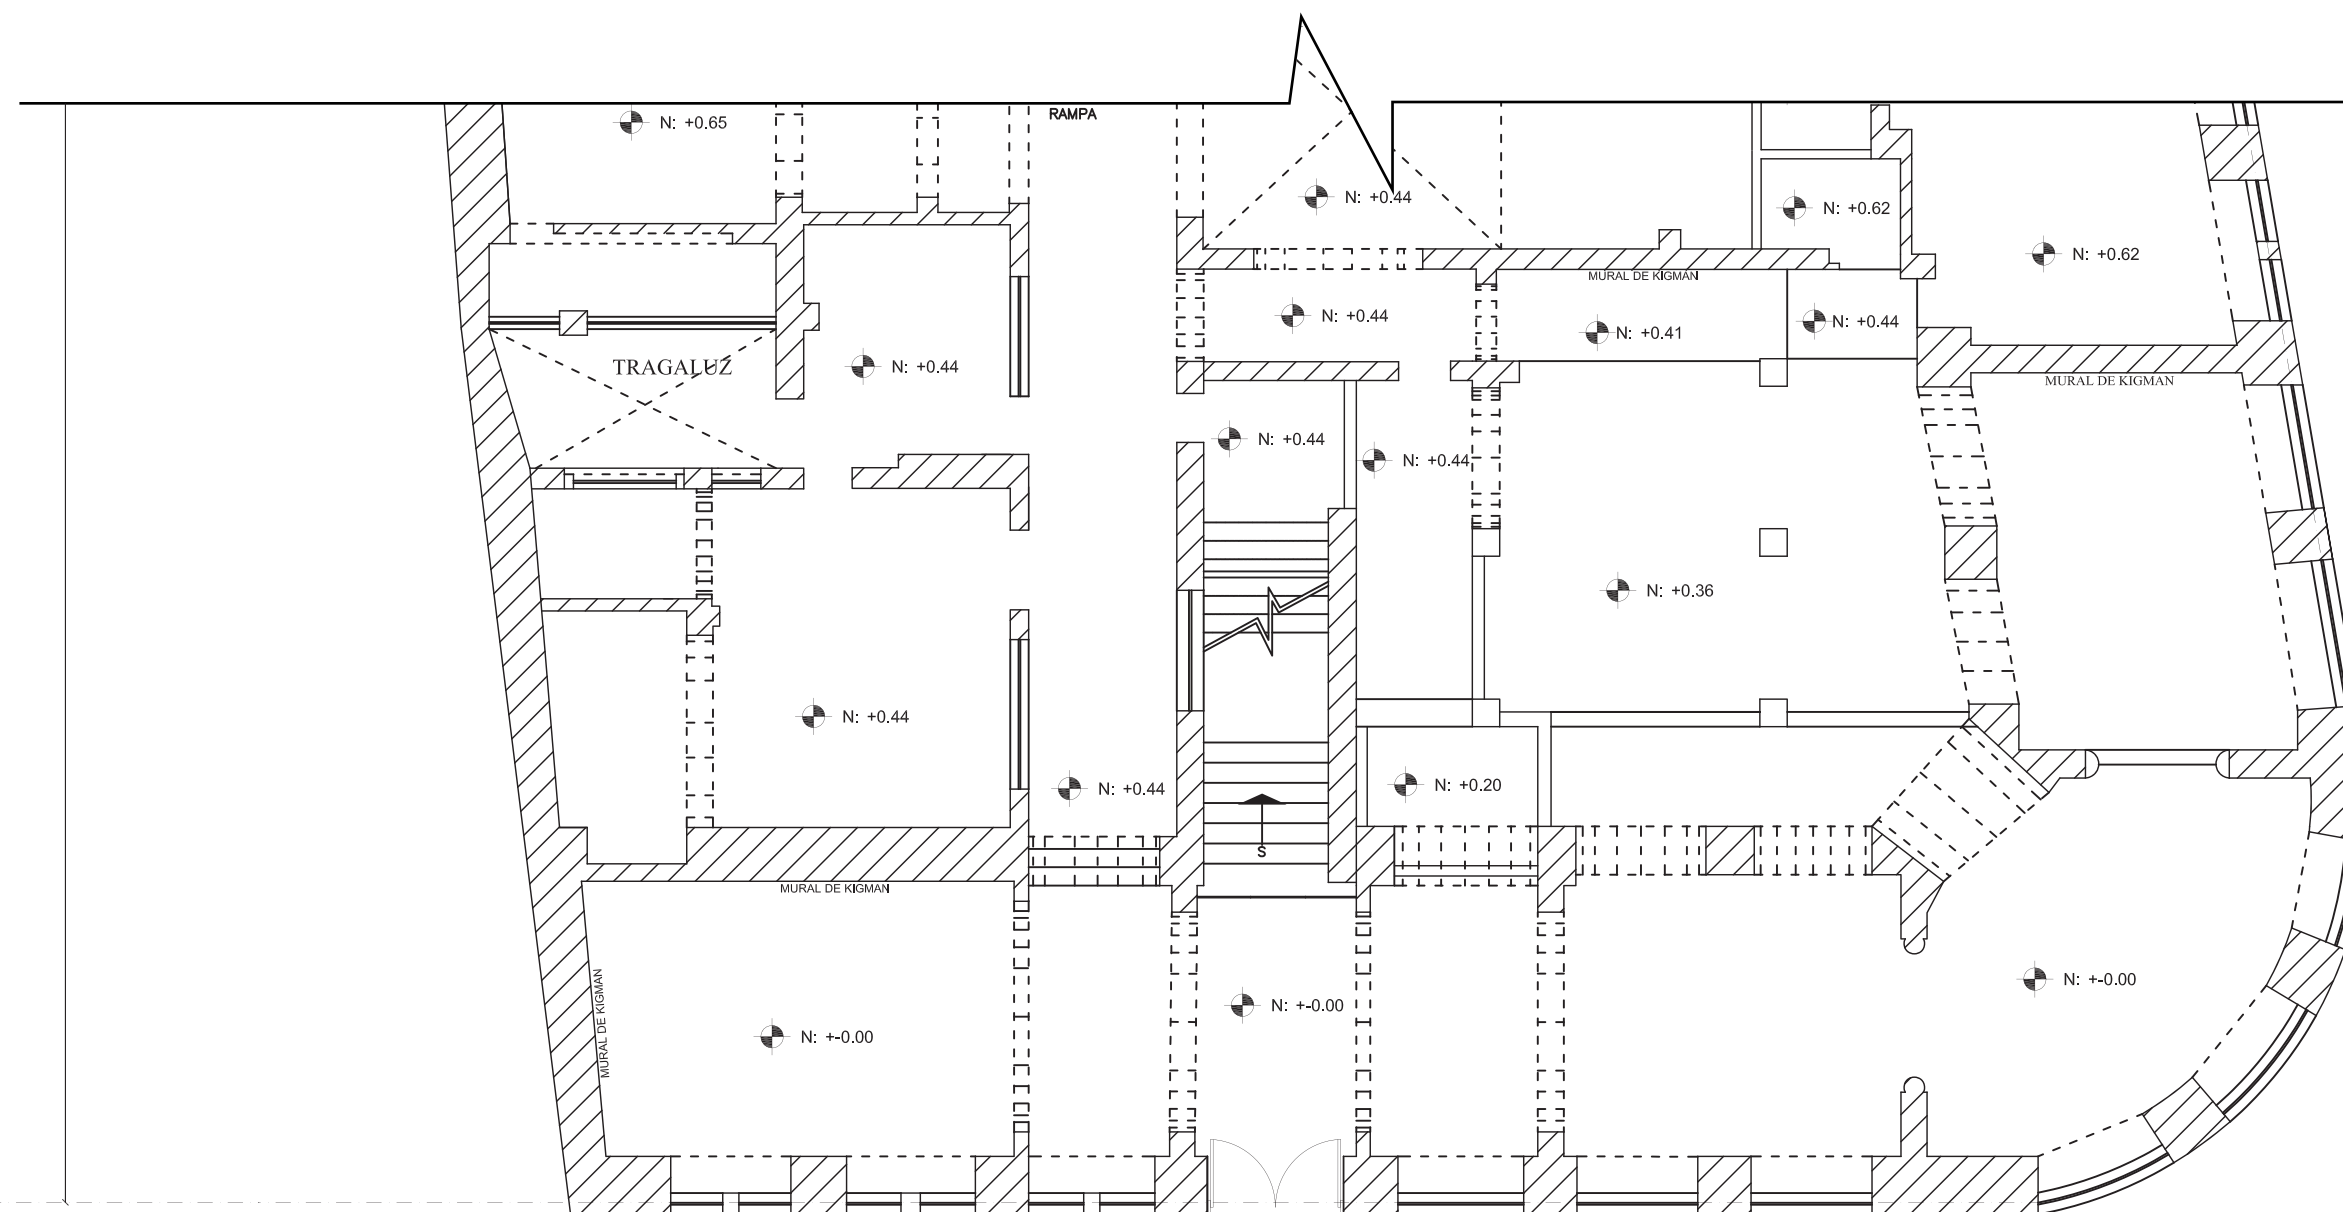 RAMPA
N: +0.65
N: +0.44
N: +0.62
N: +0.62
MURAL DE KIGMAN
N: +0.44
N: +0.41
N: +0.44
TRAGALUZ
N: +0.44
MURAL DE KIGMAN
N: +0.44
N: +0.44
N: +0.36
N: +0.44
N: +0.44
N: +0.20
S
MURAL DE KIGMAN
MURAL DE KIGMAN
N: +-0.00
N: +-0.00
N: +-0.00